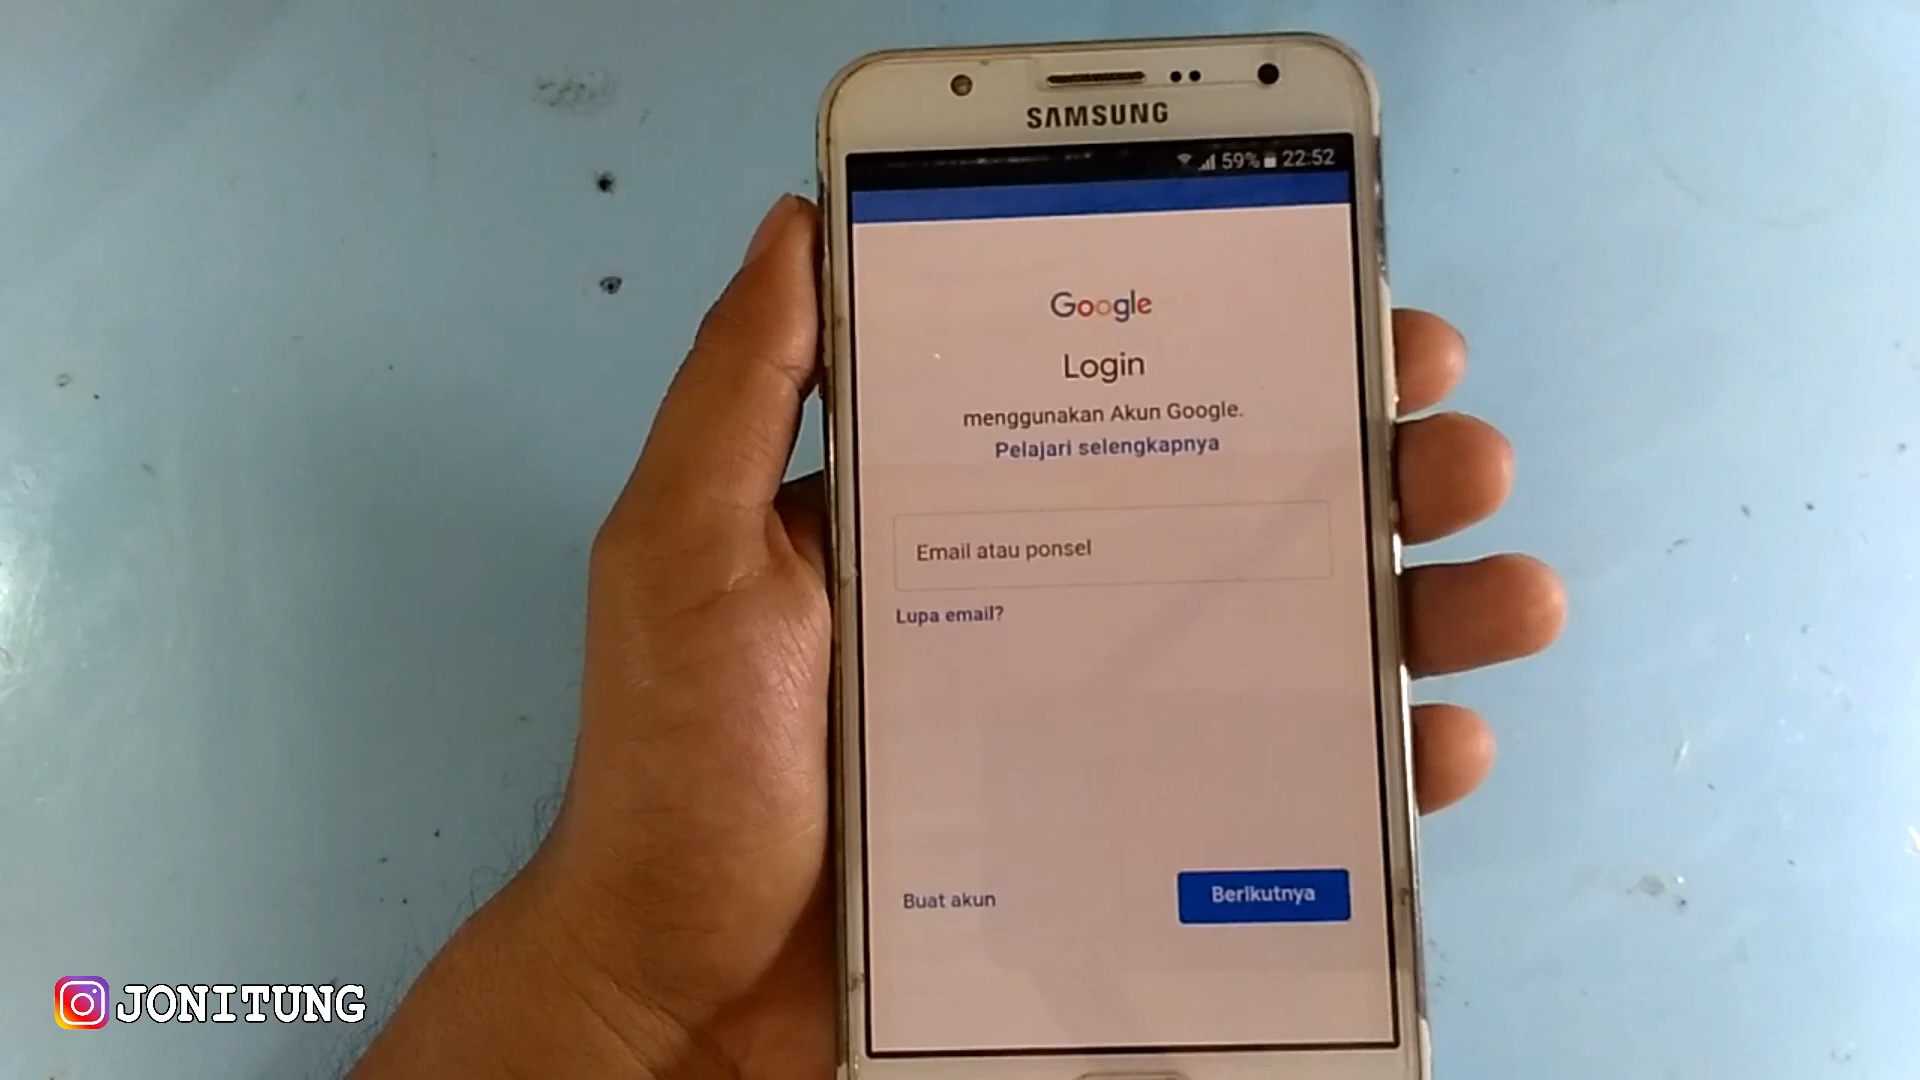 SAMSUNG
59% 22:52
Google
Login
menggunakan Akun Google.
Pelajari selengkapnya
Email atau ponsel
Lupa email?
Buat akun
Berikutnya
JONITUNG